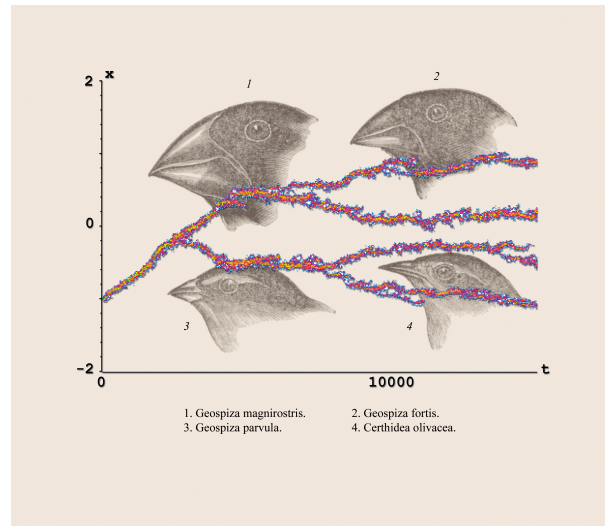 2
x
1
2
0
3
4
-2
0
10000
t
1. Geospiza magnirostris. 2. Geospiza fortis.
3. Geospiza parvula. 4. Certhidea olivacea.